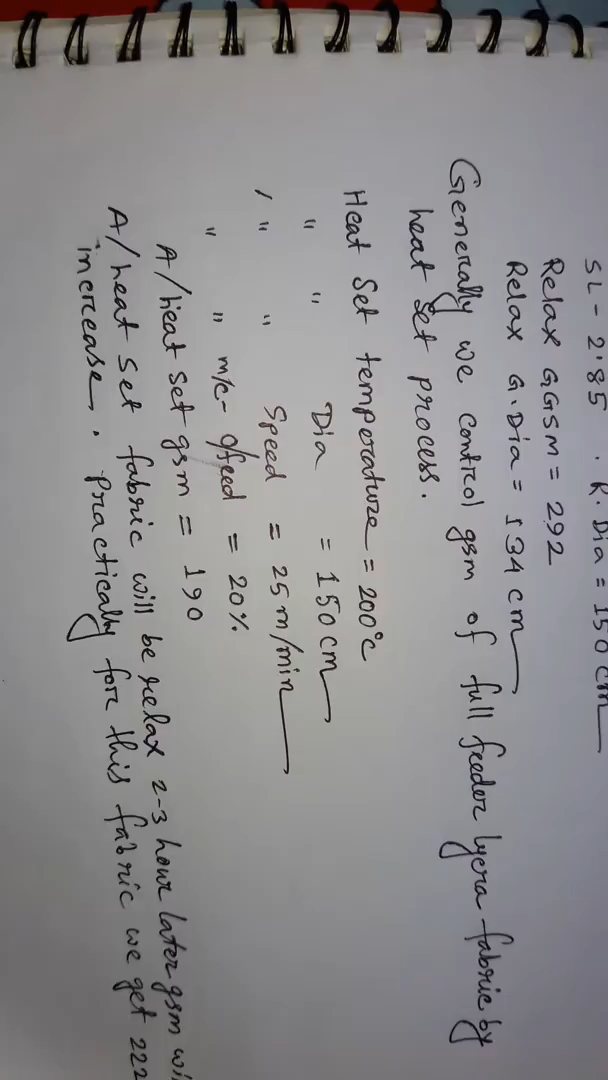 SL - 2'85 . R. Dia = 150 cm
Relax G.GSM = 292
Relax G. Dia = 134 cm
Generally we control gsm of full feeder lycra fabric by
heat set process.
Heat Set temperature = 200°c
" " Dia = 150 cm
" " Speed = 25 m/min
" " m/c - o/feed = 20%
A/heat set gsm = 190
A/heat set fabric will be relax 2-3 hour later gsm
increase. Practically for this fabric we get 222